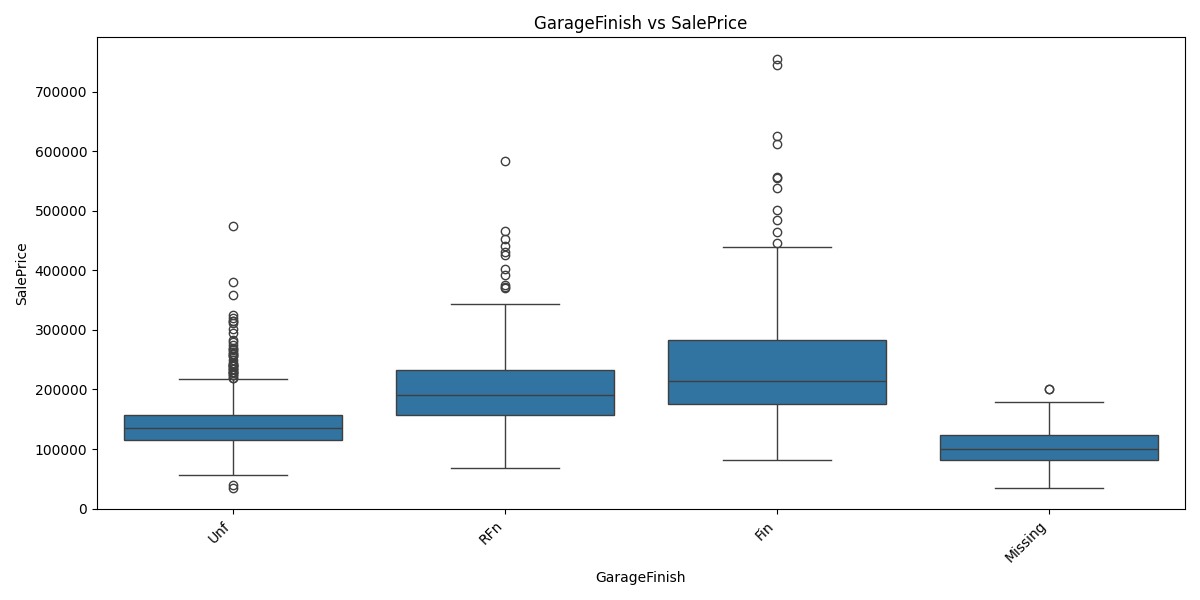 GarageFinish vs SalePrice
SalePrice
700000
600000
500000
400000
300000
200000
100000
0
Unf
RFn
Fin
Missing
GarageFinish